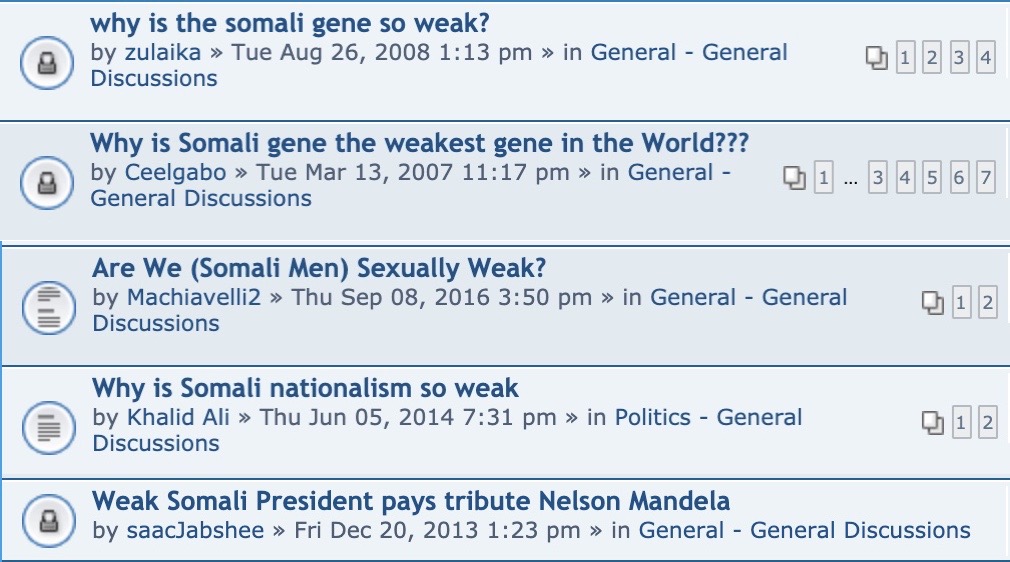 why is the somali gene so weak?
by zulaika » Tue Aug 26, 2008 1:13 pm » in General - General 1 2 3 4
Discussions
Why is Somali gene the weakest gene in the World???
by Ceelgabo » Tue Mar 13, 2007 11:17 pm » in General - 1 ... 3 4 5 6 7
General Discussions
Are We (Somali Men) Sexually Weak?
by Machiavelli2 » Thu Sep 08, 2016 3:50 pm » in General - General 1 2
Discussions
Why is Somali nationalism so weak
by Khalid Ali » Thu Jun 05, 2014 7:31 pm » in Politics - General 1 2
Discussions
Weak Somali President pays tribute Nelson Mandela
by saacJabshee » Fri Dec 20, 2013 1:23 pm » in General - General Discussions